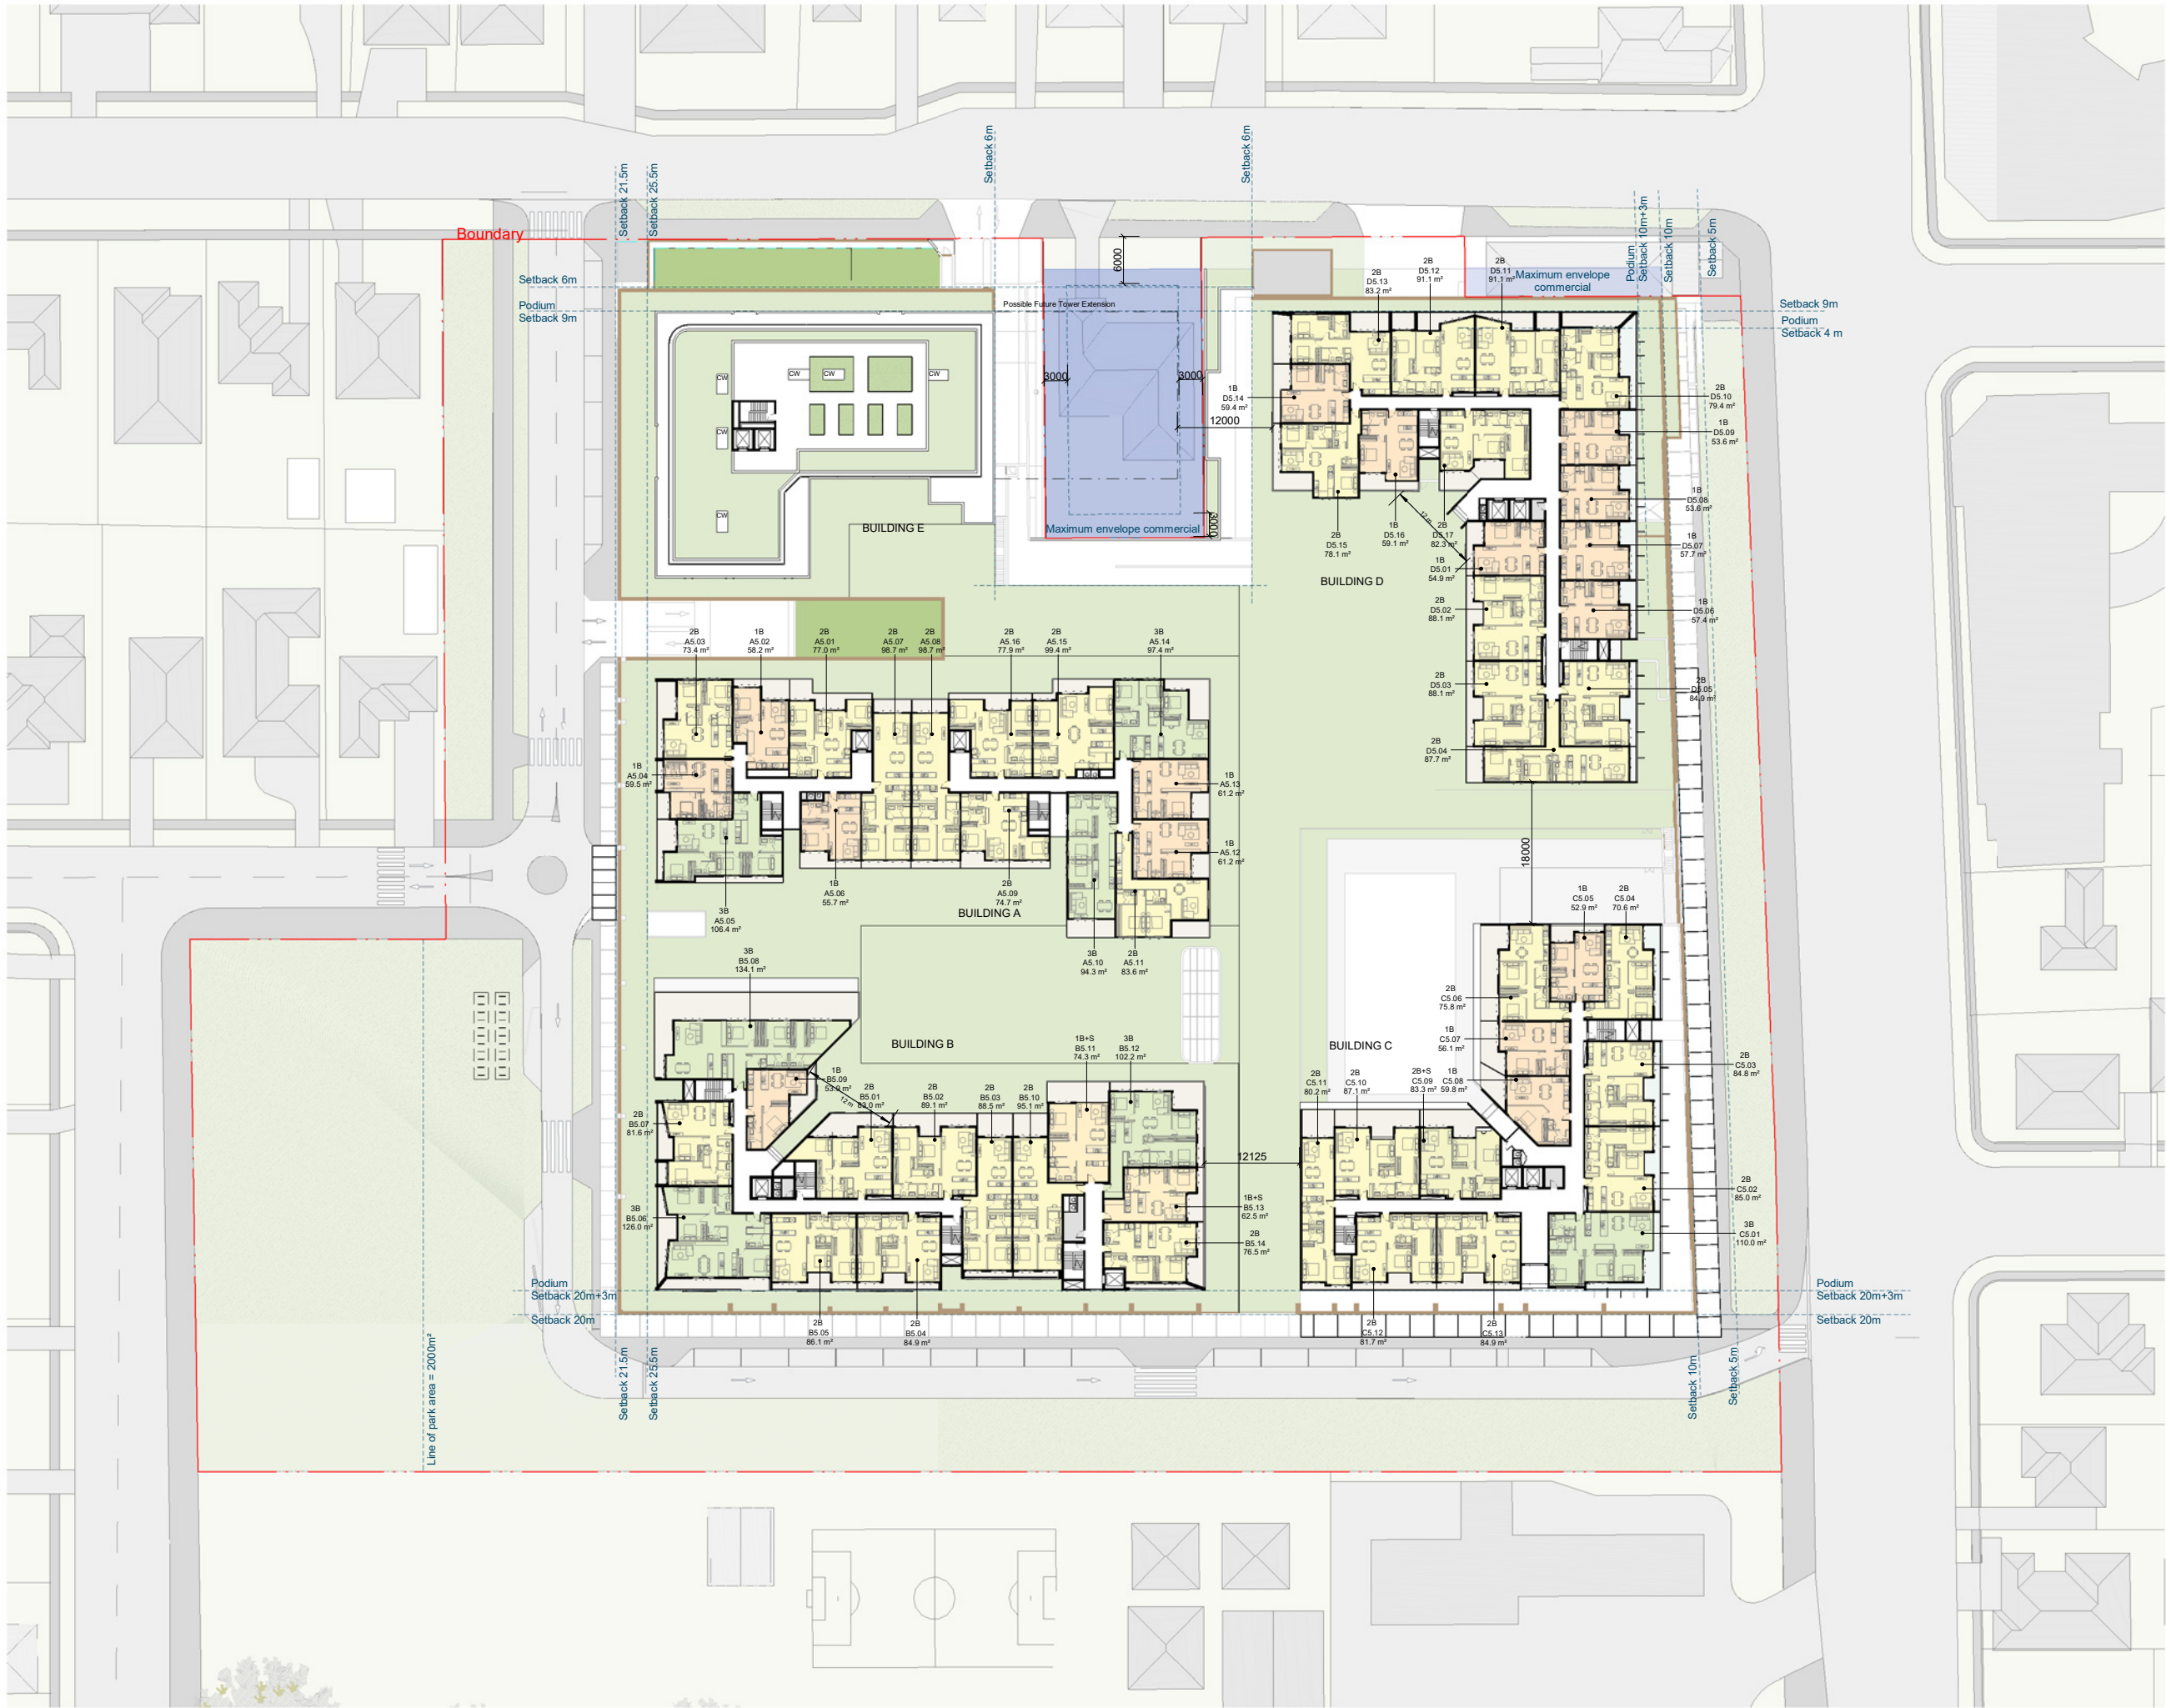 Setback 6m
Setback 6m
Setback 21.5m
Setback 25.5m
Podium
Setback 10m+3m
Setback 10m
Setback 5m
Boundary
6000
Setback 6m
Podium
Setback 9m
Possible Future Tower Extension
Maximum envelope
commercial
Setback 9m
Podium
Setback 4 m
2B
D5.13
83.2 m²
2B
D5.12
91.1 m²
2B
D5.11
91.1 m²
CW
CW
CW
CW
CW
CW
3000
3000
12000
3000
1B
D5.14
59.4 m²
2B
D5.10
79.4 m²
1B
D5.09
53.6 m²
1B
D5.08
53.6 m²
1B
D5.07
57.7 m²
1B
D5.06
57.4 m²
2B
D5.05
84.9 m²
BUILDING E
Maximum envelope commercial
2B
D5.15
78.1 m²
1B
D5.16
59.1 m²
12 m
2B
D5.17
82.3 m²
1B
D5.01
54.9 m²
BUILDING D
2B
D5.02
88.1 m²
2B
D5.03
88.1 m²
2B
D5.04
87.7 m²
2B
A5.03
73.4 m²
1B
A5.02
58.2 m²
2B
A5.01
77.0 m²
2B
A5.07
98.7 m²
2B
A5.08
98.7 m²
2B
A5.16
77.9 m²
2B
A5.15
99.4 m²
3B
A5.14
97.4 m²
1B
A5.04
59.5 m²
1B
A5.13
61.2 m²
1B
A5.12
61.2 m²
3B
A5.05
106.4 m²
1B
A5.06
55.7 m²
2B
A5.09
74.7 m²
BUILDING A
3B
A5.10
94.3 m²
2B
A5.11
83.6 m²
18000
1B
C5.05
52.9 m²
2B
C5.04
70.6 m²
3B
B5.08
134.1 m²
2B
C5.06
75.8 m²
1B
C5.07
56.1 m²
BUILDING B
BUILDING C
1B+S
B5.11
74.3 m²
3B
B5.12
102.2 m²
1B
B5.09
53.9 m²
12 m
2B
B5.01
83.0 m²
2B
B5.02
89.1 m²
2B
B5.03
88.5 m²
2B
B5.10
95.1 m²
2B
C5.11
80.2 m²
2B
C5.10
87.1 m²
2B+S
C5.09
83.3 m²
1B
C5.08
59.8 m²
2B
C5.03
84.8 m²
2B
B5.07
81.6 m²
12125
1B+S
B5.13
62.5 m²
2B
B5.14
76.5 m²
2B
C5.02
85.0 m²
3B
C5.01
110.0 m²
3B
B5.06
126.0 m²
Podium
Setback 20m+3m
Setback 20m
Podium
Setback 20m+3m
Setback 20m
2B
B5.05
86.1 m²
2B
B5.04
84.9 m²
2B
C5.12
81.7 m²
2B
C5.13
84.9 m²
Line of park area = 2000m²
Setback 21.5m
Setback 25.5m
Setback 10m
Setback 5m